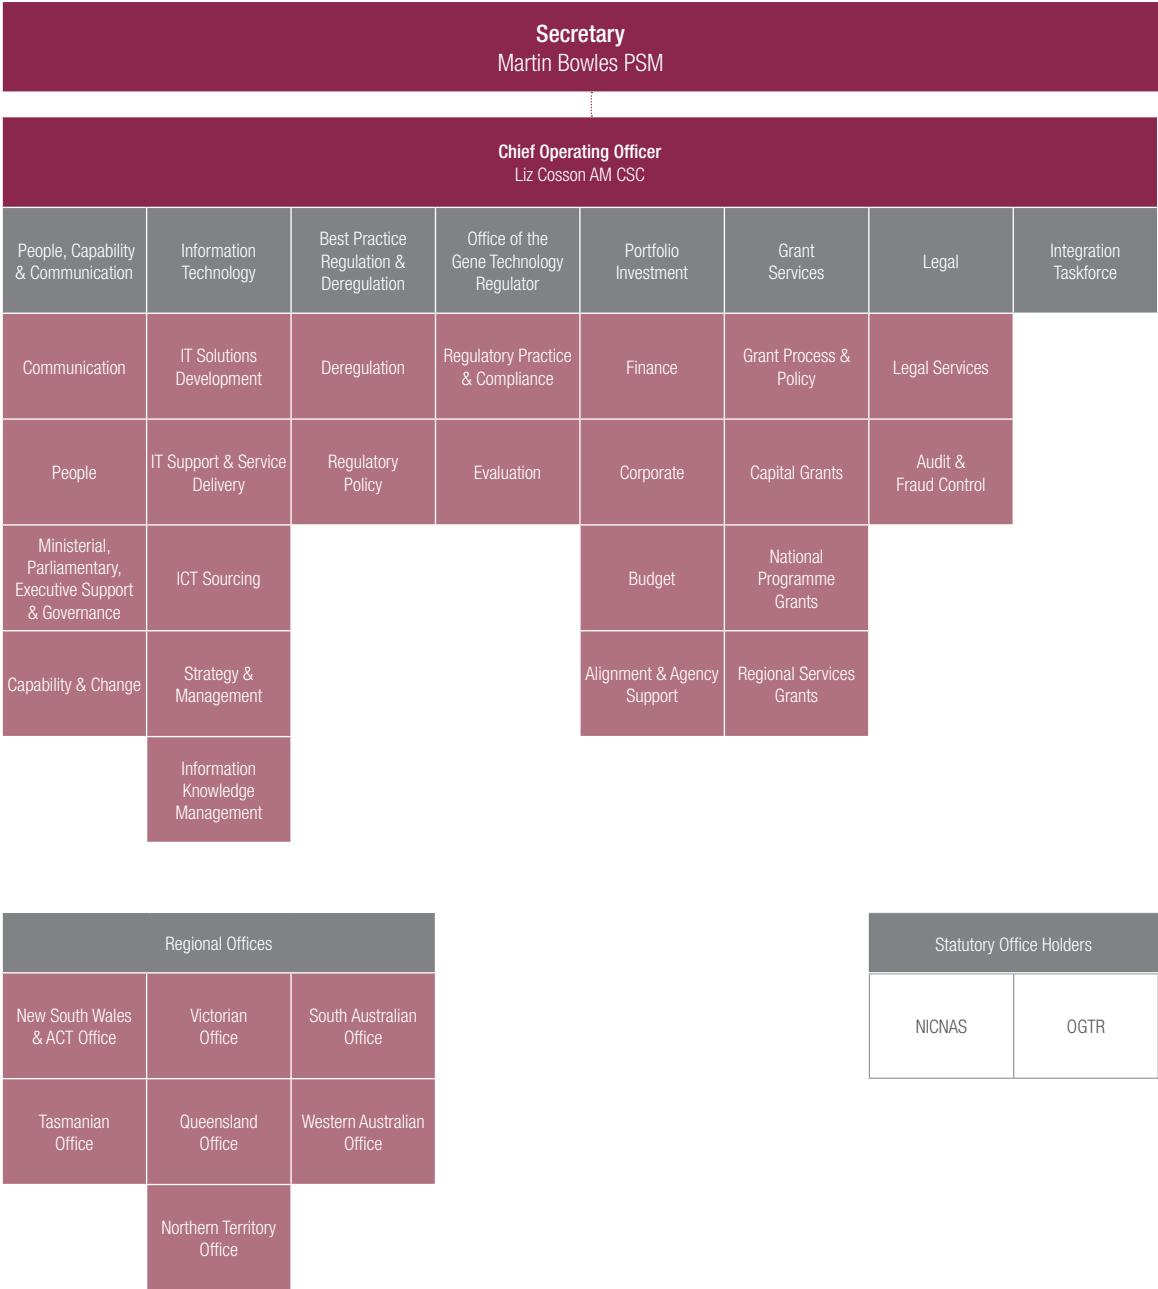 Secretary
Martin Bowles PSM
Chief Operating Officer
Liz Cosson AM CSC
People, Capability
& Communication
Information
Technology
Best Practice
Regulation &
Deregulation
Office of the
Gene Technology
Regulator
Portfolio
Investment
Grant
Services
Legal
Integration
Taskforce
Communication
IT Solutions
Development
Deregulation
Regulatory Practice
& Compliance
Finance
Grant Process &
Policy
Legal Services
People
IT Support & Service
Delivery
Regulatory
Policy
Evaluation
Corporate
Capital Grants
Audit &
Fraud Control
Ministerial,
Parliamentary,
Executive Support
& Governance
ICT Sourcing
Budget
National
Programme
Grants
Capability & Change
Strategy &
Management
Alignment & Agency
Support
Regional Services
Grants
Information
Knowledge
Management
Regional Offices
Statutory Office Holders
New South Wales
& ACT Office
Victorian
Office
South Australian
Office
NICNAS
OGTR
Tasmanian
Office
Queensland
Office
Western Australian
Office
Northern Territory
Office